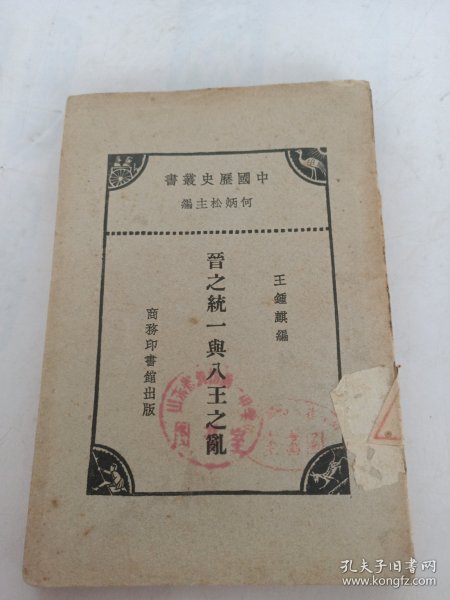 中國歷史叢書
何炳松主編
王鍾麒編
晉之統一與八王之亂
商務印書館出版
孔夫子旧书网
www.kongfz.com